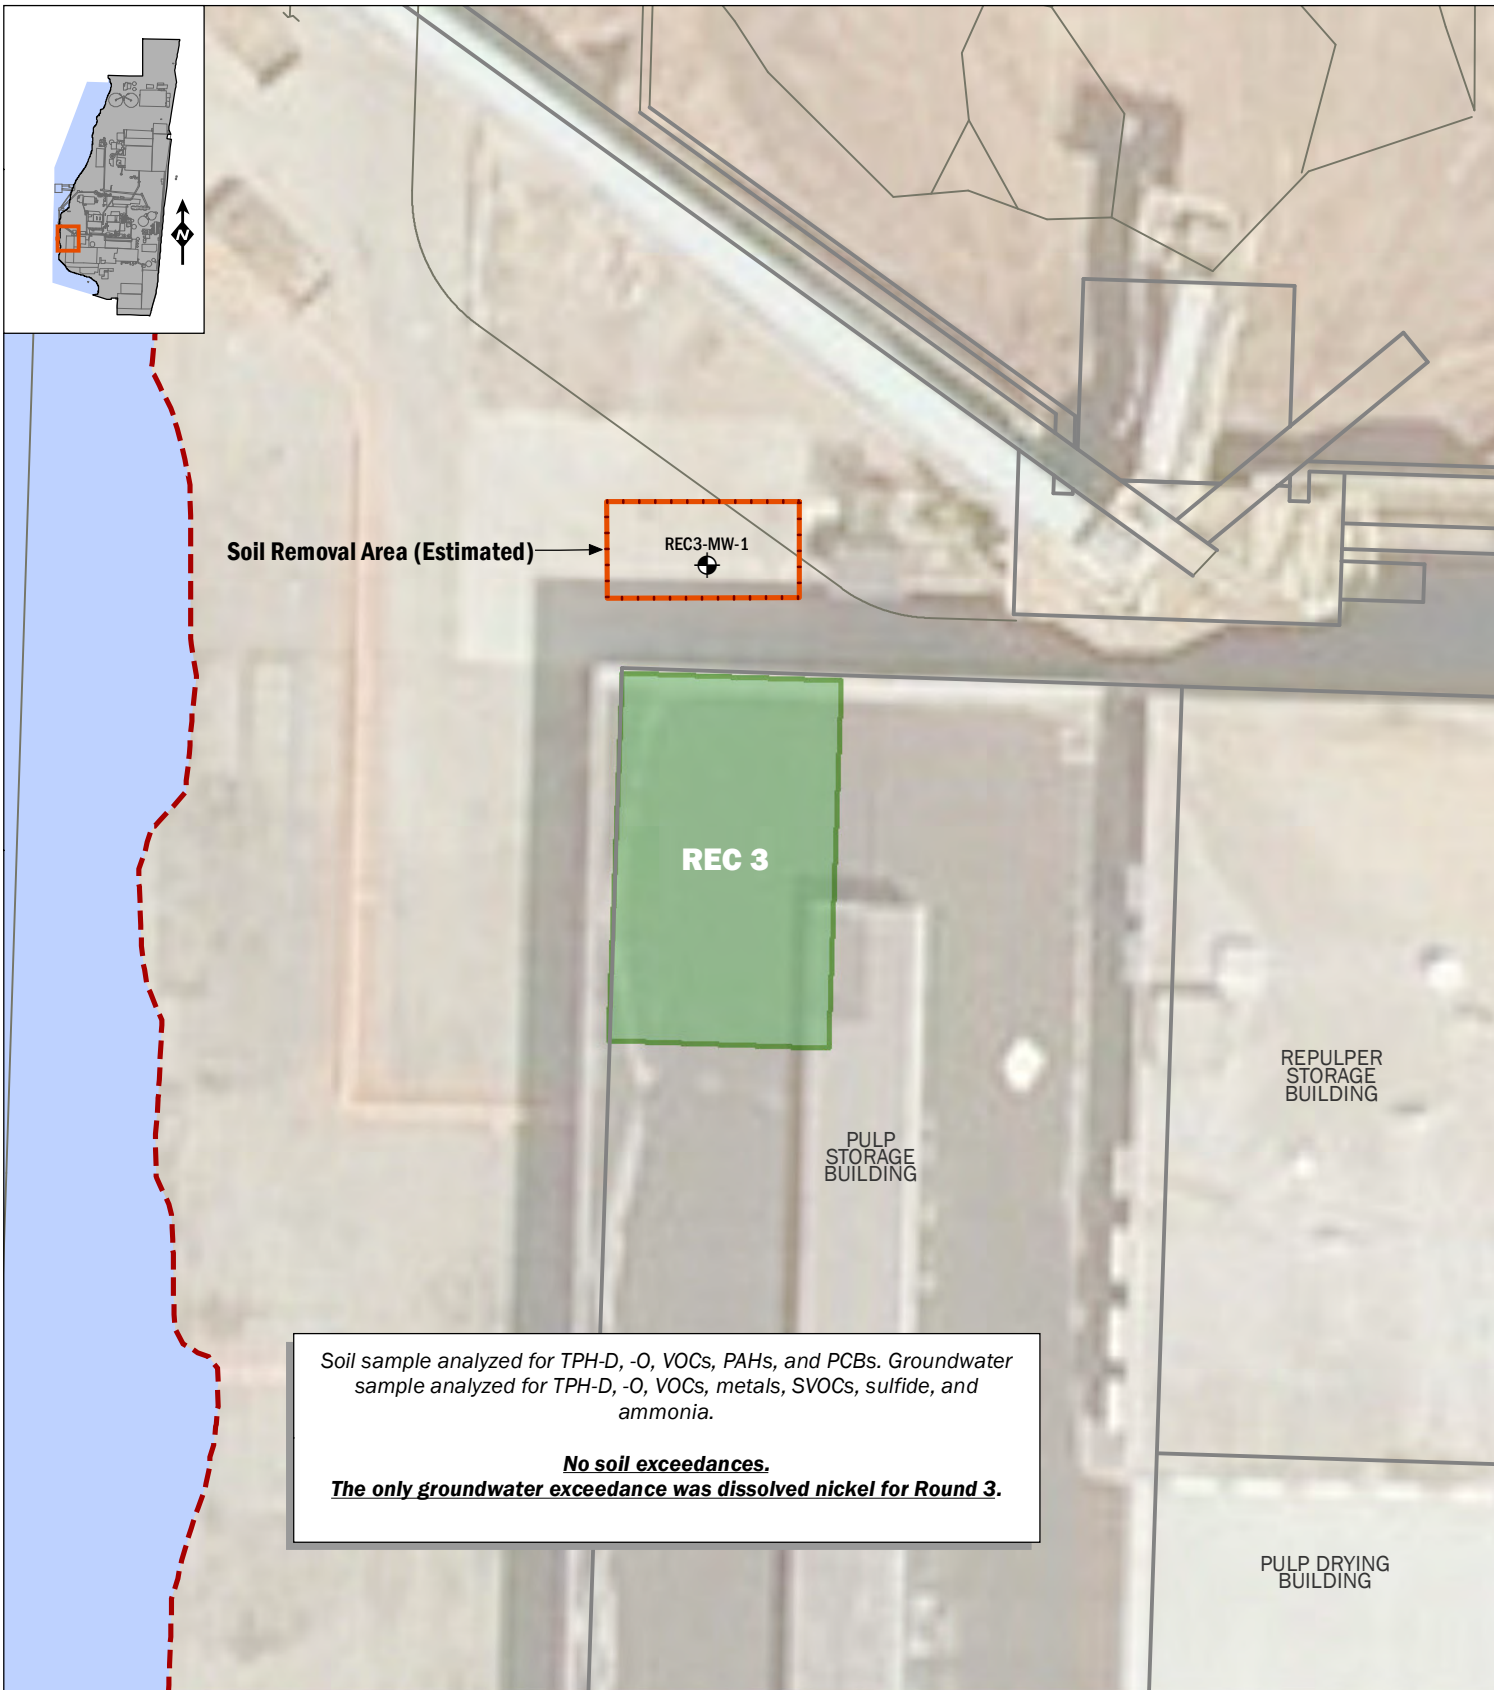 N
Soil Removal Area (Estimated)
REC3-MW-1
REC 3
REPULPER
STORAGE
BUILDING
PULP
STORAGE
BUILDING
Soil sample analyzed for TPH-D, -O, VOCs, PAHs, and PCBs. Groundwater
sample analyzed for TPH-D, -O, VOCs, metals, SVOCs, sulfide, and
ammonia.
No soil exceedances.
The only groundwater exceedance was dissolved nickel for Round 3.
PULP DRYING
BUILDING